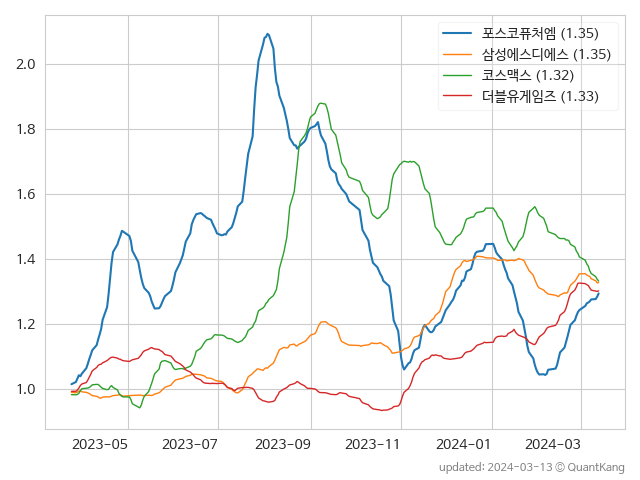 포스코퓨처엠 (1.35)
삼성에스디에스 (1.35)
코스맥스 (1.32)
더블유게임즈 (1.33)
2.0
1.8
1.6
1.4
1.2
1.0
2023-05 2023-07 2023-09 2023-11 2024-01 2024-03
updated: 2024-03-13 © QuantKang